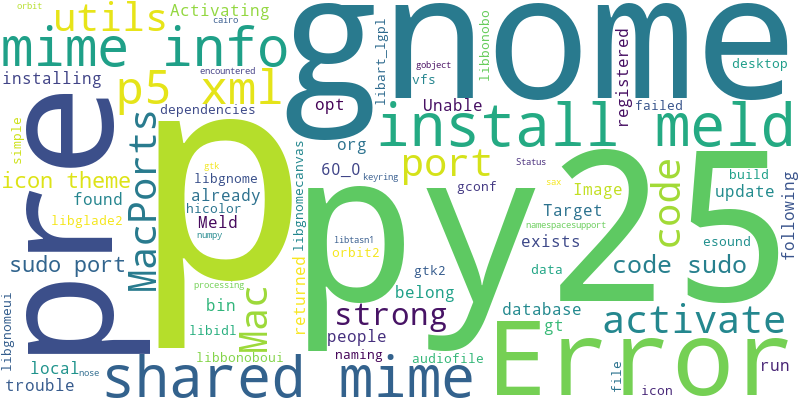 orbit
cairo
utils
Activating
gnome
mime info
encountered
gobject
libart_lgpl
libbonobo
desktop
installing
p5 xml
vfs
registered
pre
p
dependencies
opt
Unable
failed
simple
MacPorts
install meld
org
libgnomecanvas
port
60_0
py25
code
icon theme
gtk
libgnome
keyring
gconf
Status
sax
Image
build
found
already
update
following
libglade2
hicolor
Meld
Target
namespacesupport
numpy
libtasn1
orbit2
exists
esound
sudo port
processing
returned
gtk2
data
code sudo
libgnomeui
bin
Mac
belong
database
libidl
strong
gt
activate
people
Error
libbonoboui
naming
audiofile
local
nose
trouble
shared mime
file
icon
run